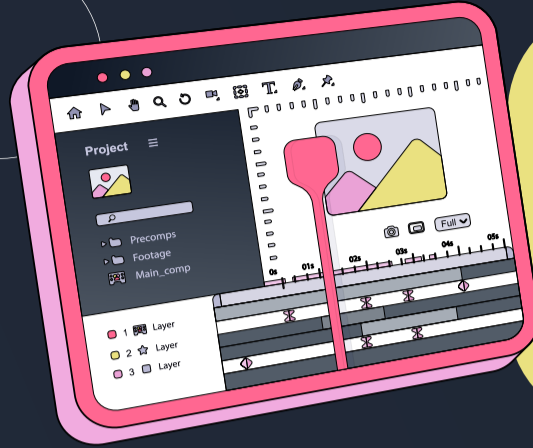 T
Project
Precomps
Footage
Main_comp
Full
0s 01s 02s 03s 04s 05s
1 Layer
2 Layer
3 Layer